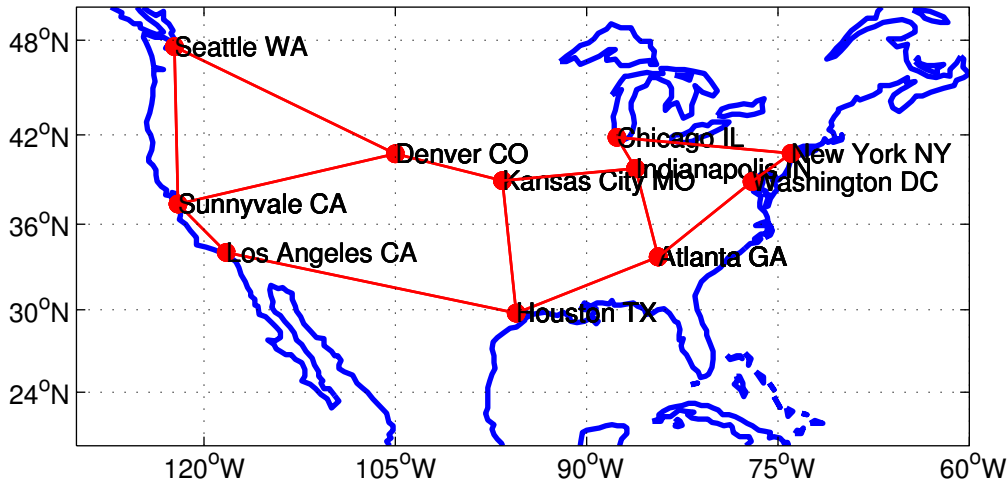 48°N
Seattle WA
42°N
Chicago IL
Denver CO
New York NY
Indianapolis IN
Kansas City MO
Washington DC
Sunnyvale CA
36°N
Los Angeles CA
Atlanta GA
30°N
Houston TX
24°N
120°W 105°W 90°W 75°W 60°W